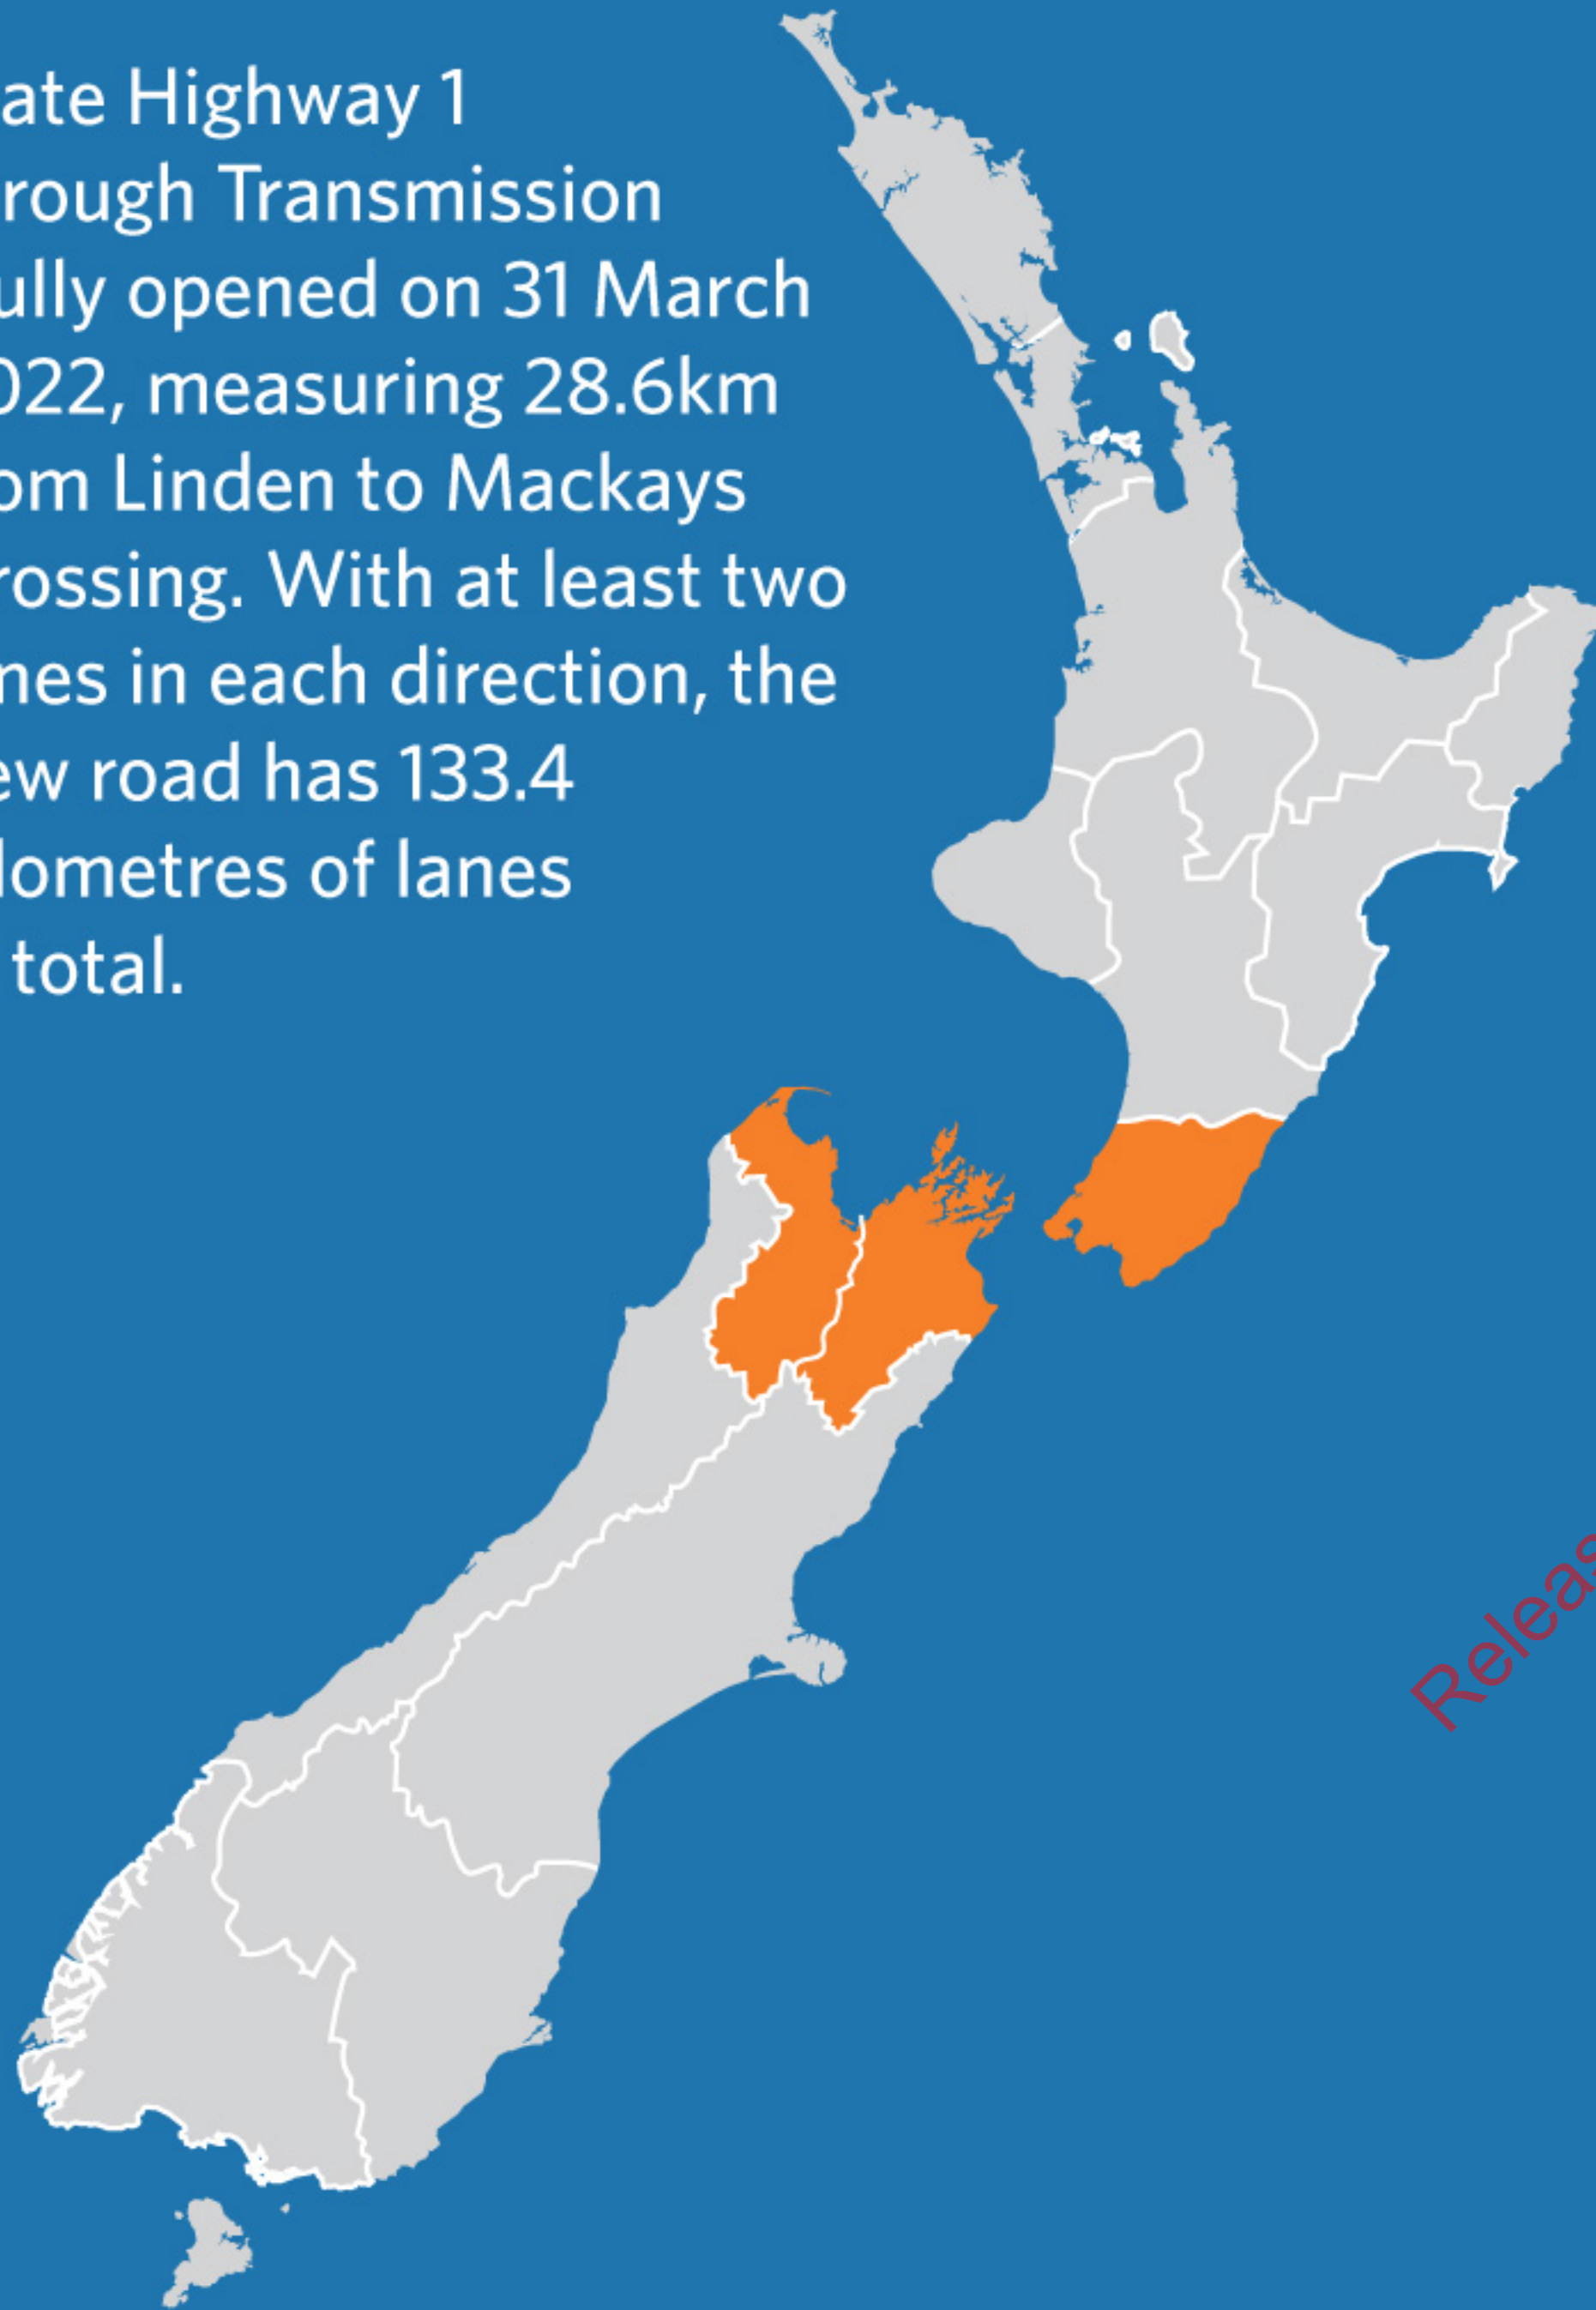 ate Highway 1
rough Transmission
ully opened on 31 March
022, measuring 28.6km
om Linden to Mackays
rossing. With at least two
nes in each direction, the
ew road has 133.4
lometres of lanes
total.
Releas